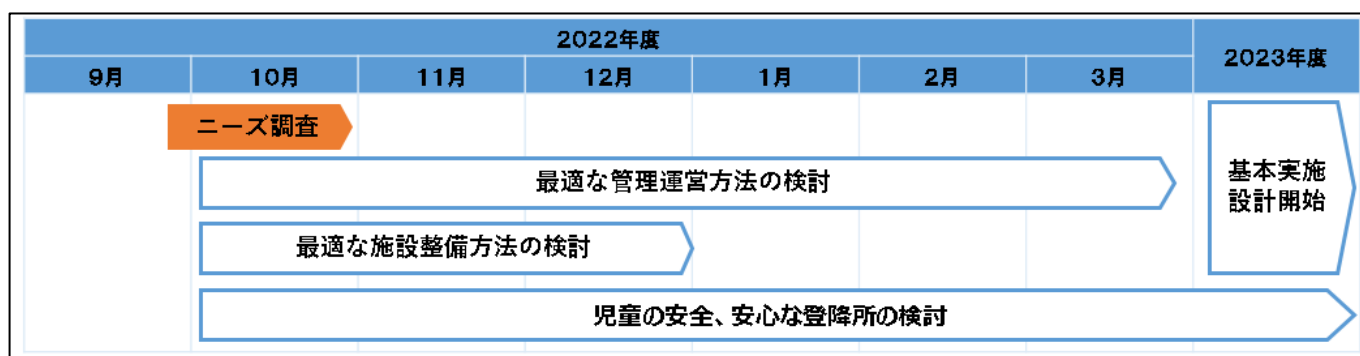 2022年度
2023年度
9月
10月
11月
12月
1月
2月
3月
ニーズ調査
最適な管理運営方法の検討
基本実施
設計開始
最適な施設整備方法の検討
児童の安全、安心な登降所の検討